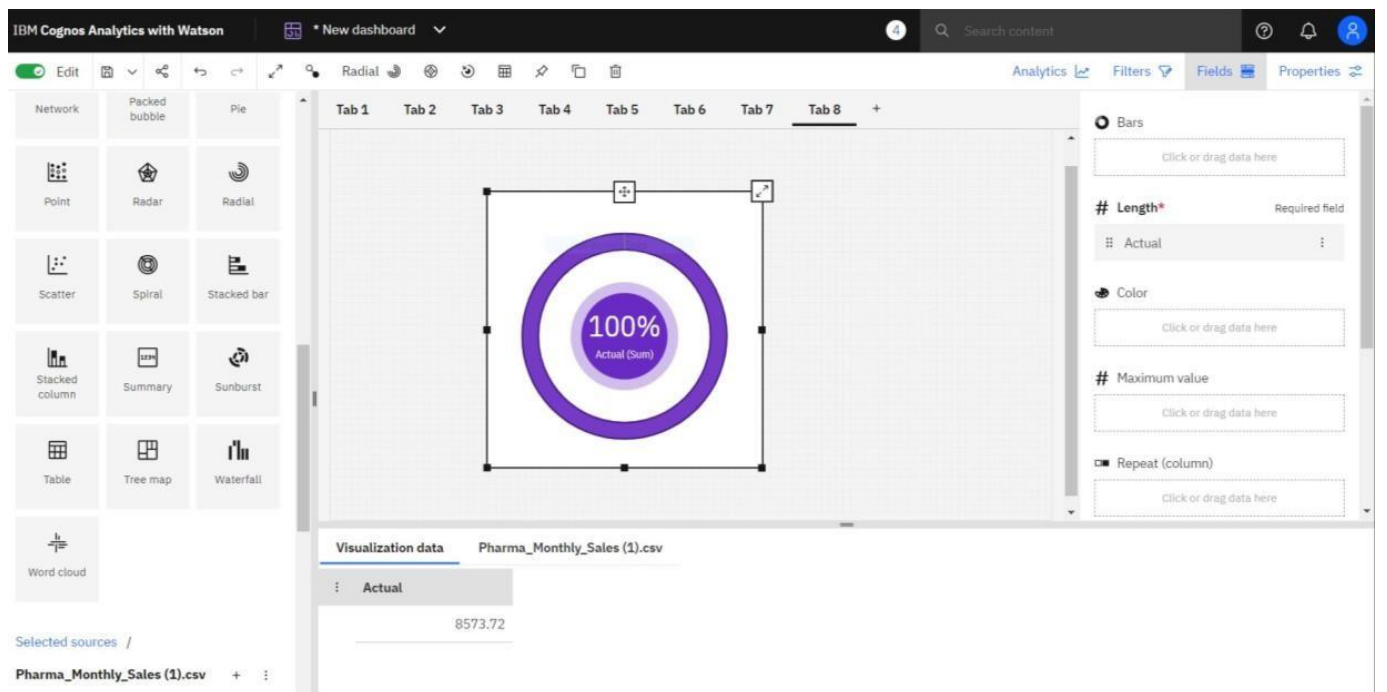 IBM Cognos Analytics with Watson
* New dashboard
4
Search content
Edit
Radial
Analytics
Filters
Fields
Properties
Network
Packed bubble
Pie
Point
Radar
Radial
Scatter
Spiral
Stacked bar
Stacked column
Summary
Sunburst
Table
Tree map
Waterfall
Word cloud
Selected sources /
Pharma_Monthly_Sales (1).csv
Tab 1
Tab 2
Tab 3
Tab 4
Tab 5
Tab 6
Tab 7
Tab 8
+
100%
Actual (Sum)
Bars
Click or drag data here
# Length*
Required field
Actual
Color
Click or drag data here
# Maximum value
Click or drag data here
Repeat (column)
Click or drag data here
Visualization data
Pharma_Monthly_Sales (1).csv
Actual
8573.72